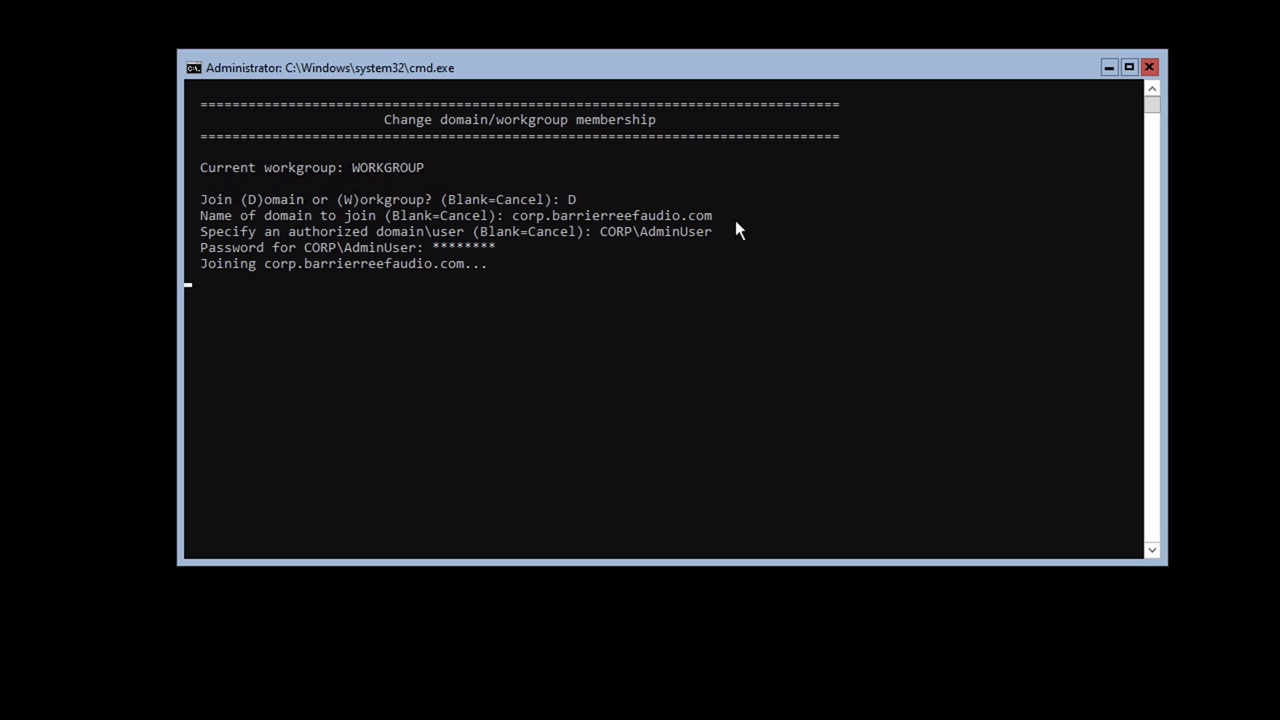 Administrator: C:\Windows\system32\cmd.exe
================================================================================
Change domain/workgroup membership
================================================================================
Current workgroup: WORKGROUP
Join (D)omain or (W)orkgroup? (Blank=Cancel): D
Name of domain to join (Blank=Cancel): corp.barrierreefaudio.com
Specify an authorized domain\user (Blank=Cancel): CORP\AdminUser
Password for CORP\AdminUser: ********
Joining corp.barrierreefaudio.com...